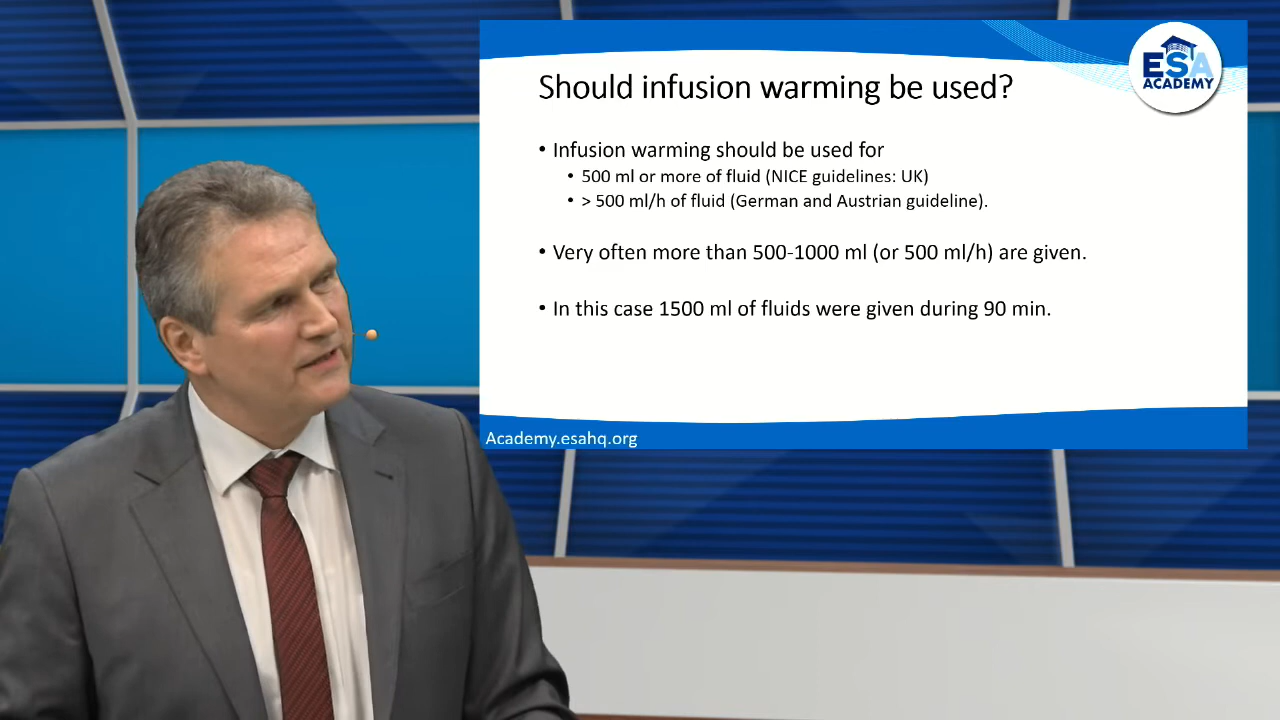 ESA
ACADEMY
Should infusion warming be used?
• Infusion warming should be used for
• 500 ml or more of fluid (NICE guidelines: UK)
• > 500 ml/h of fluid (German and Austrian guideline).
• Very often more than 500-1000 ml (or 500 ml/h) are given.
• In this case 1500 ml of fluids were given during 90 min.
Academy.esahq.org